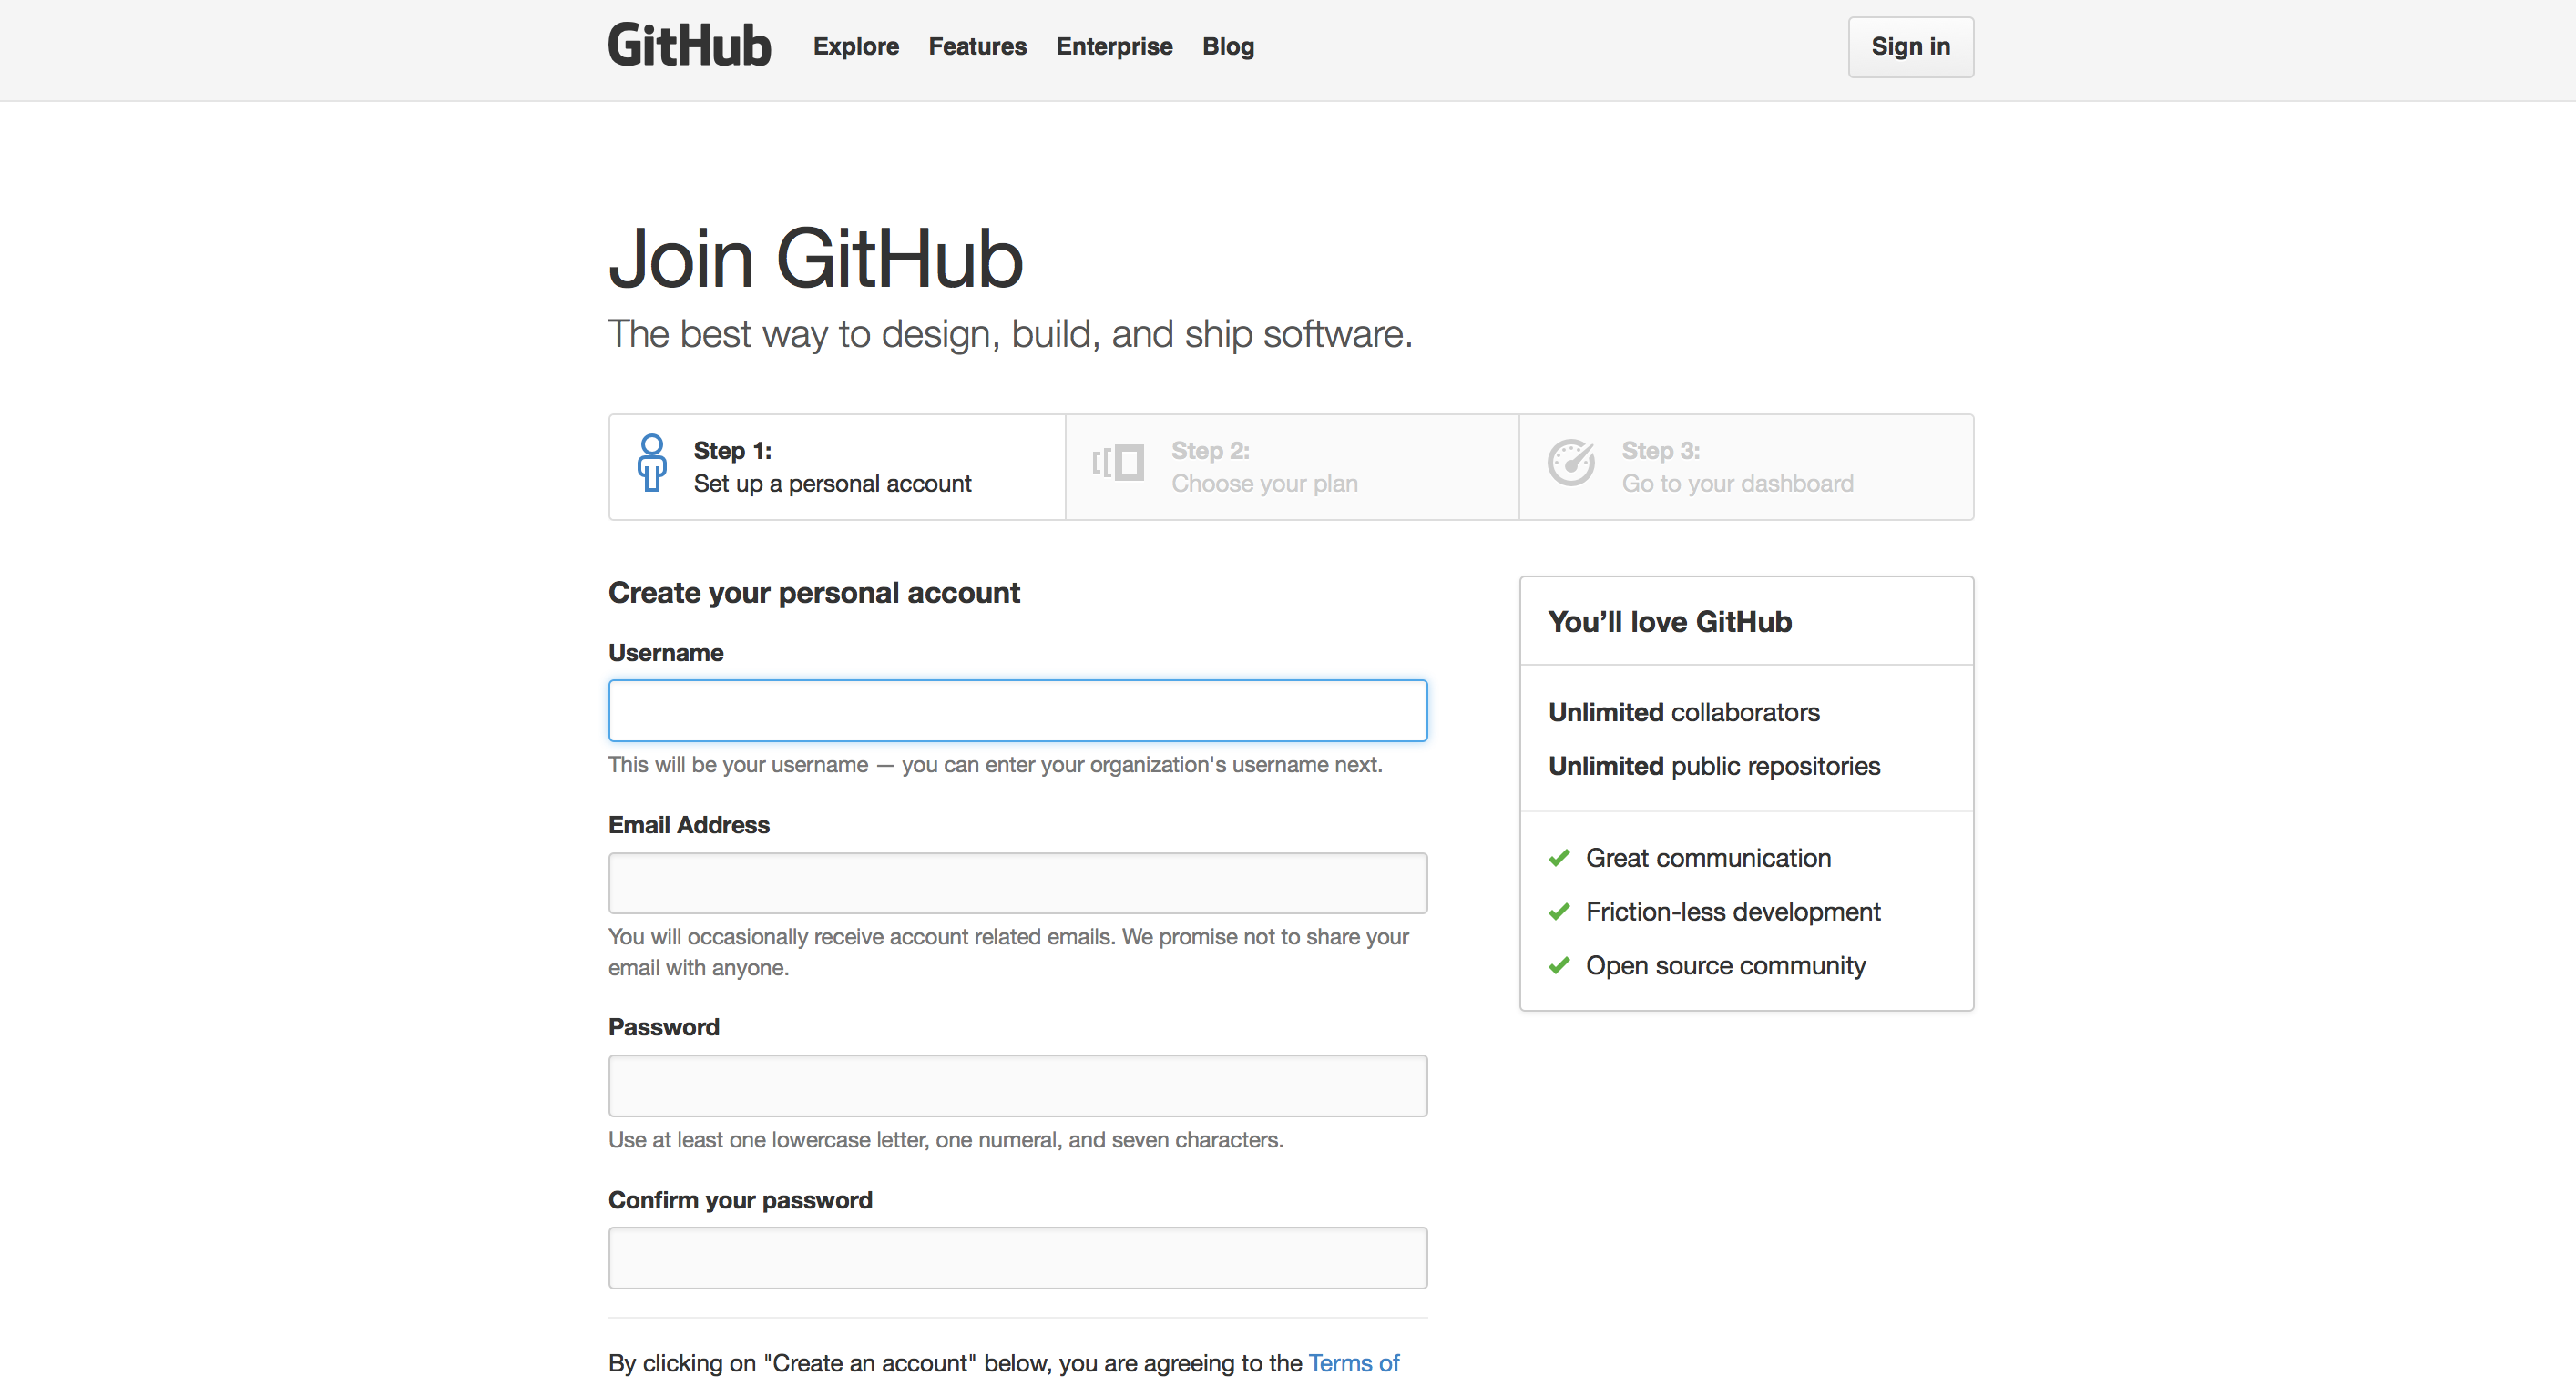 GitHub Explore Features Enterprise Blog Sign in
Join GitHub
The best way to design, build, and ship software.
Step 1:
Set up a personal account
Step 2:
Choose your plan
Step 3:
Go to your dashboard
Create your personal account
Username
This will be your username — you can enter your organization's username next.
Email Address
You will occasionally receive account related emails. We promise not to share your
email with anyone.
Password
Use at least one lowercase letter, one numeral, and seven characters.
Confirm your password
By clicking on "Create an account" below, you are agreeing to the Terms of
You’ll love GitHub
Unlimited collaborators
Unlimited public repositories
Great communication
Friction-less development
Open source community